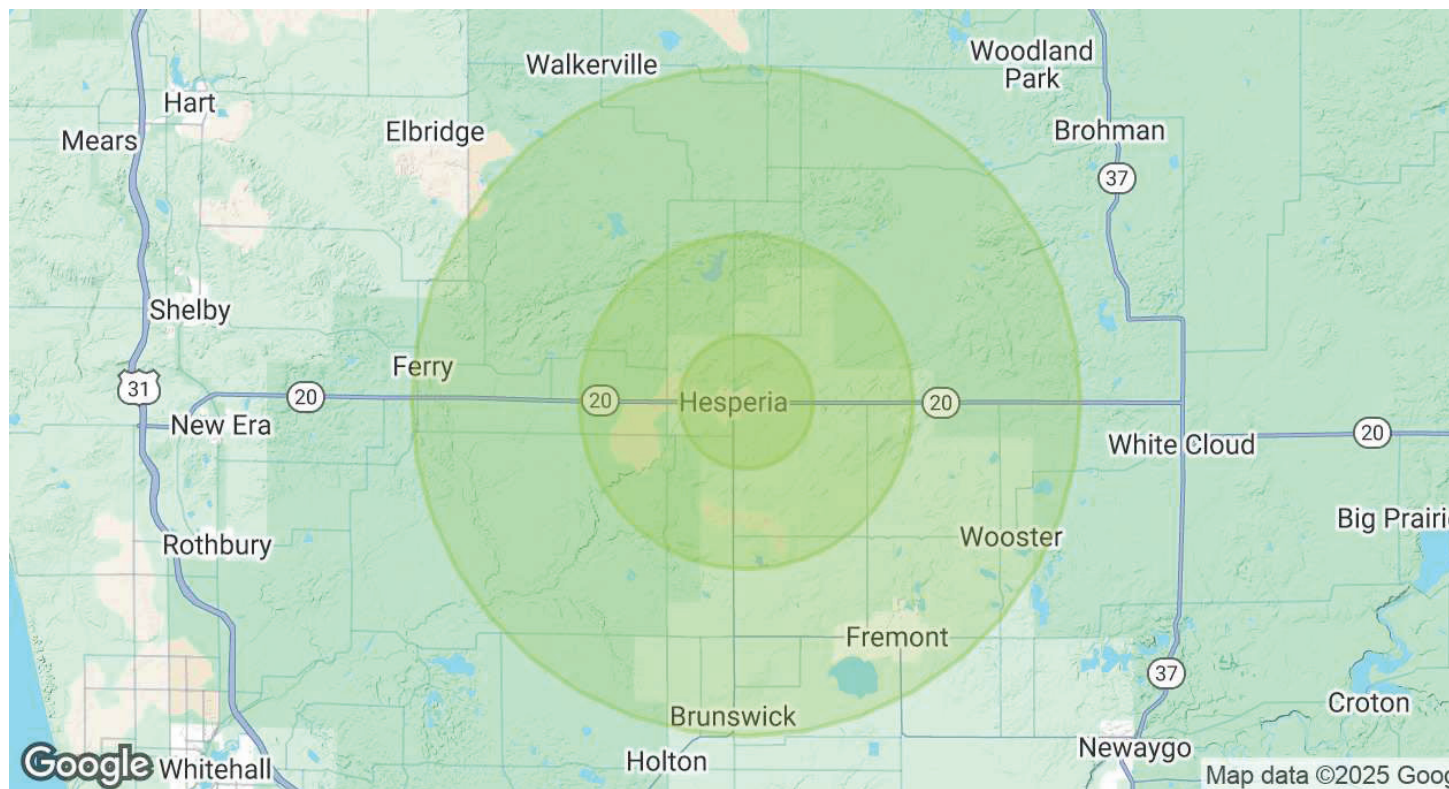 Walkerville
Woodland
Park
Hart
Elbridge
Brohman
Mears
37
Shelby
Ferry
31
20
20
Hesperia
20
New Era
White Cloud
20
Big Prairie
Rothbury
Wooster
Fremont
37
Brunswick
Croton
Holton
Newaygo
Google
Whitehall
Map data ©2025 Goog